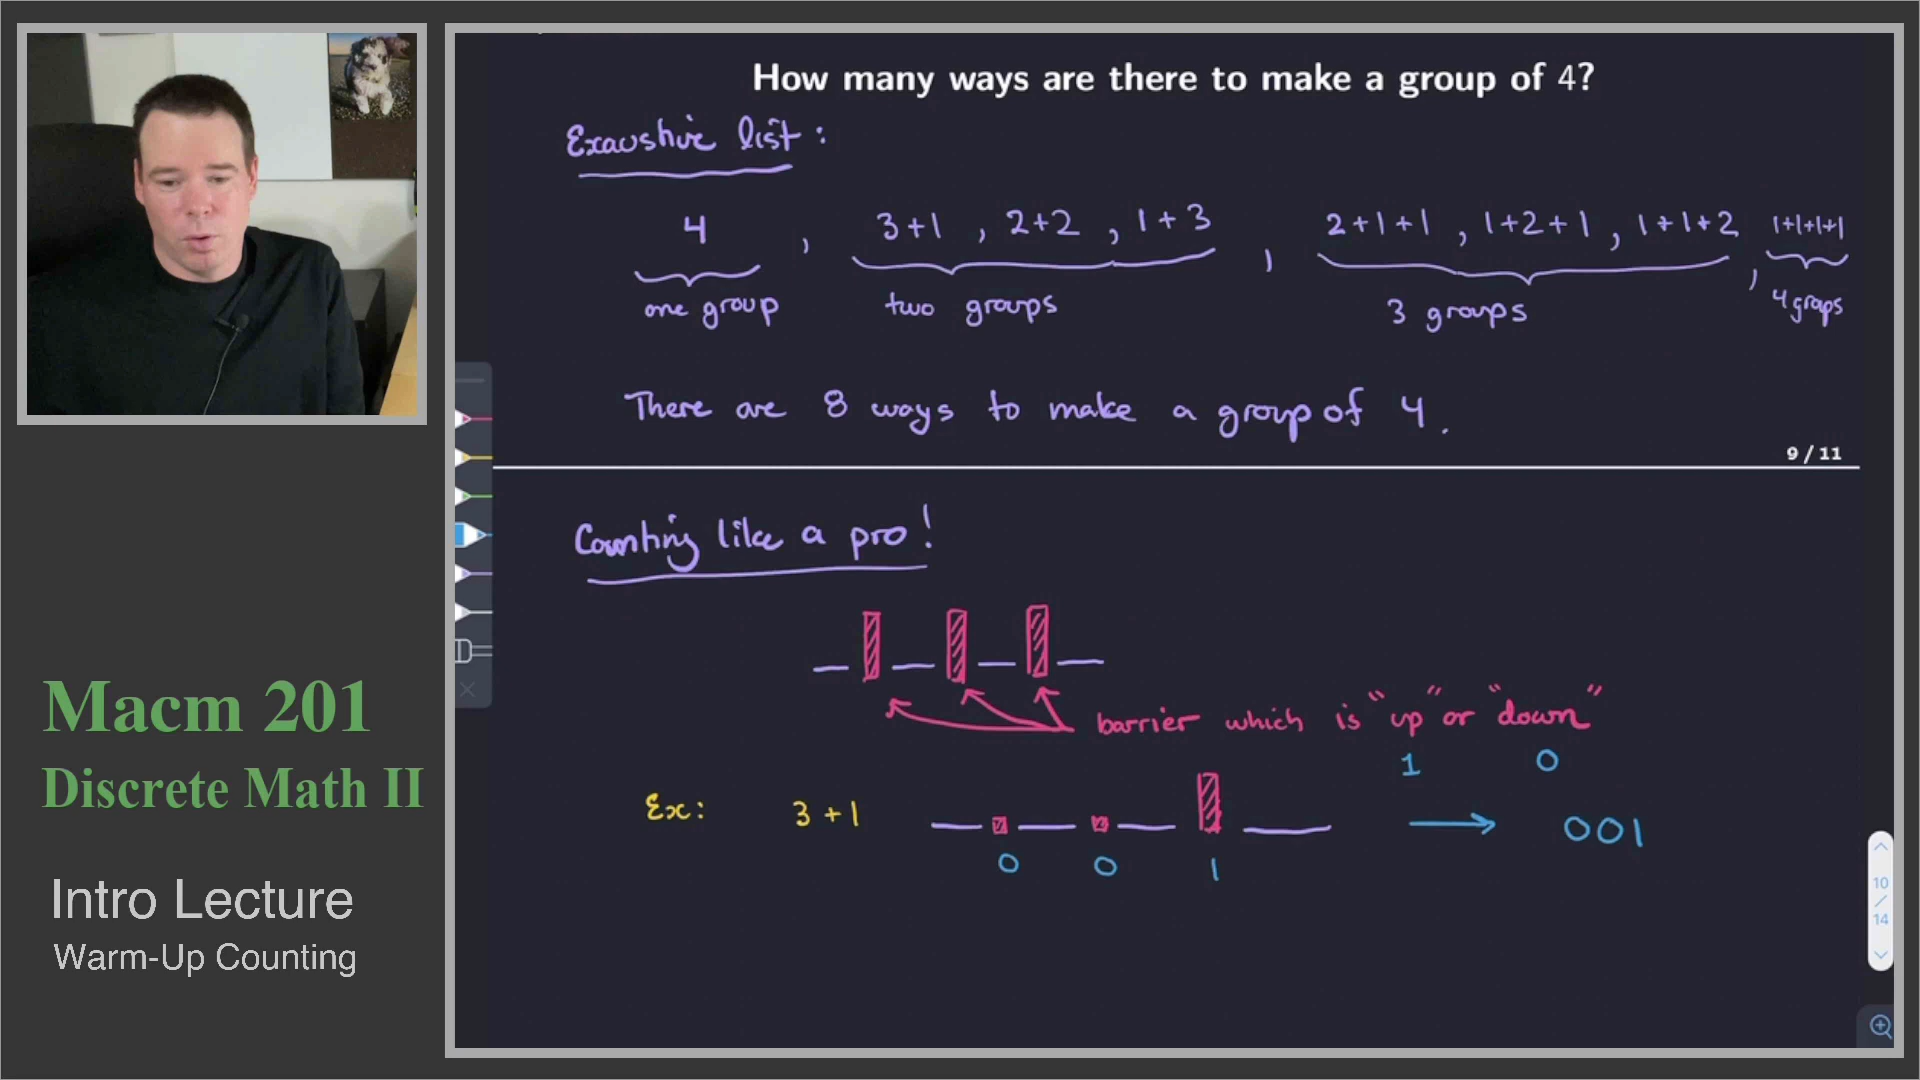 How many ways are there to make a group of 4?
Exaustive list:
4 , 3+1 , 2+2 , 1+3 , 2+1+1 , 1+2+1 , 1+1+2 , 1+1+1+1
one group two groups 3 groups 4 groups
There are 8 ways to make a group of 4.
9 / 11
Counting like a pro!
barrier which is "up" or "down"
1 0
Ex: 3+1 → 001
0 0 1
10
/
14
Macm 201
Discrete Math II
Intro Lecture
Warm-Up Counting